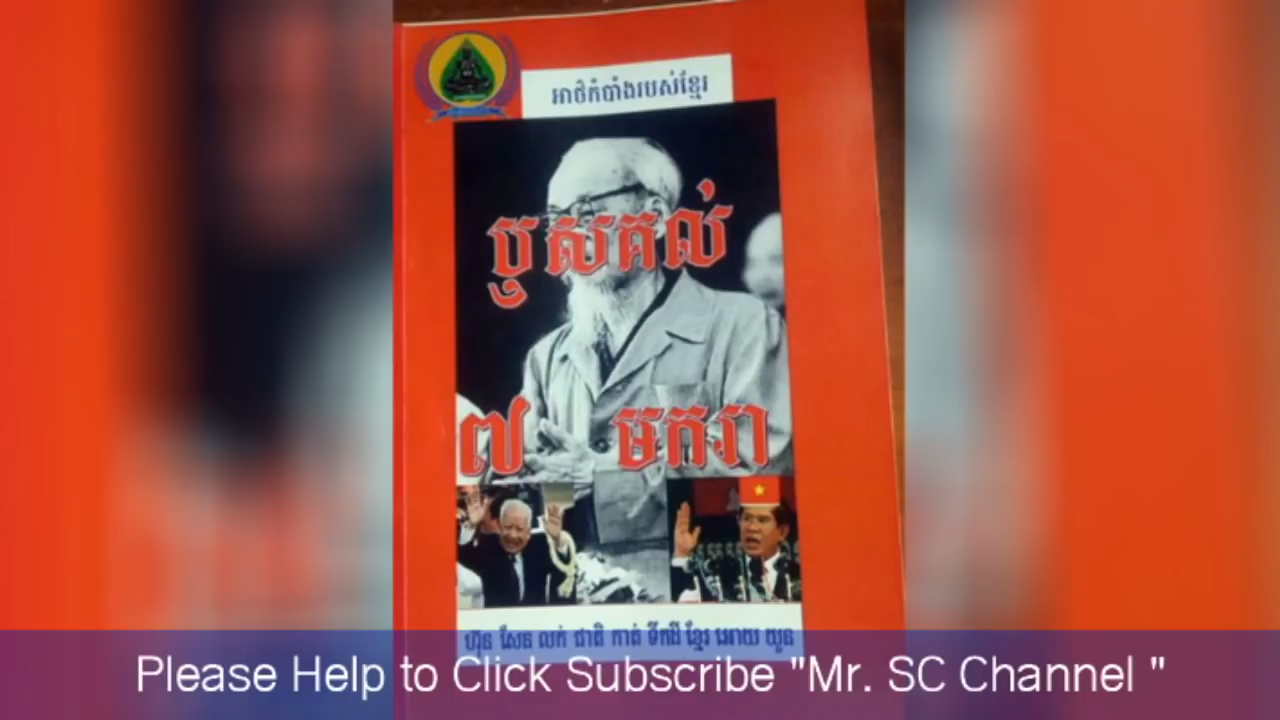 អាថ៌កំបាំងរបស់ខ្មែរ
ឫសគល់
៧ មករា
ហ៊ុន សែន លក់ ជាតិ កាត់ ទឹកដី ខ្មែរ អោយ យួន
Please Help to Click Subscribe "Mr. SC Channel "